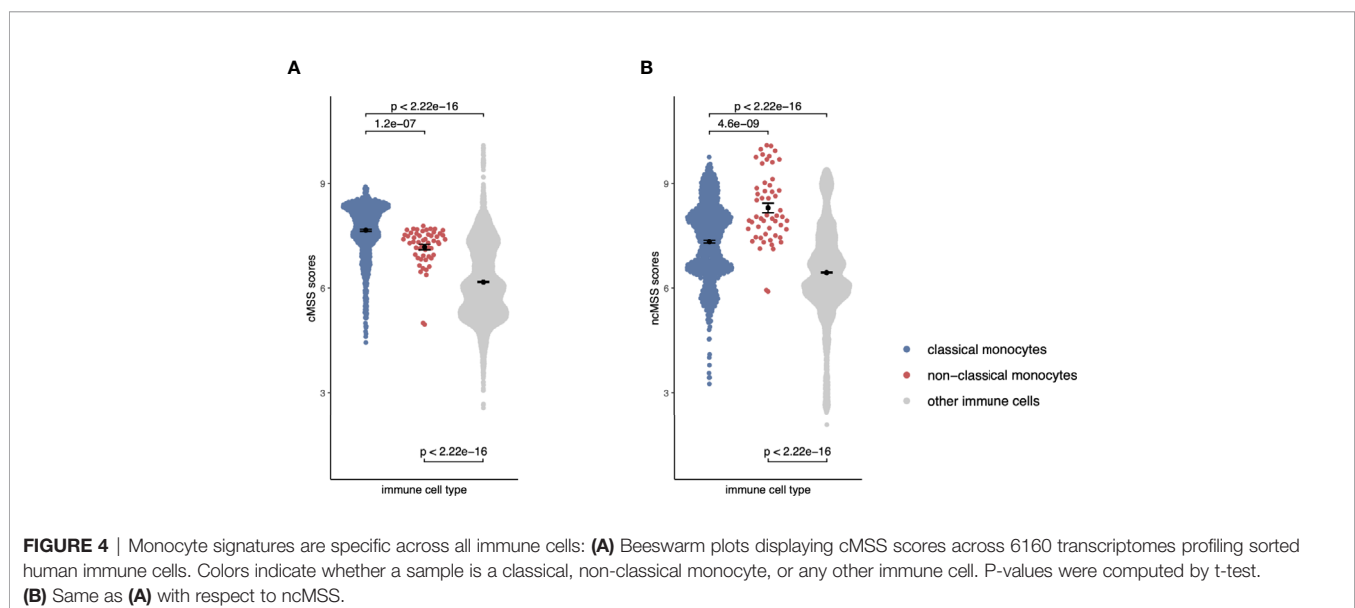 A
B
p < 2.22e−16
1.2e−07
p < 2.22e−16
4.6e−09
9
6
3
cMSS scores
9
6
3
ncMSS scores
classical monocytes
non−classical monocytes
other immune cells
p < 2.22e−16
p < 2.22e−16
immune cell type
immune cell type
FIGURE 4 | Monocyte signatures are specific across all immune cells: (A) Beeswarm plots displaying cMSS scores across 6160 transcriptomes profiling sorted
human immune cells. Colors indicate whether a sample is a classical, non-classical monocyte, or any other immune cell. P-values were computed by t-test.
(B) Same as (A) with respect to ncMSS.